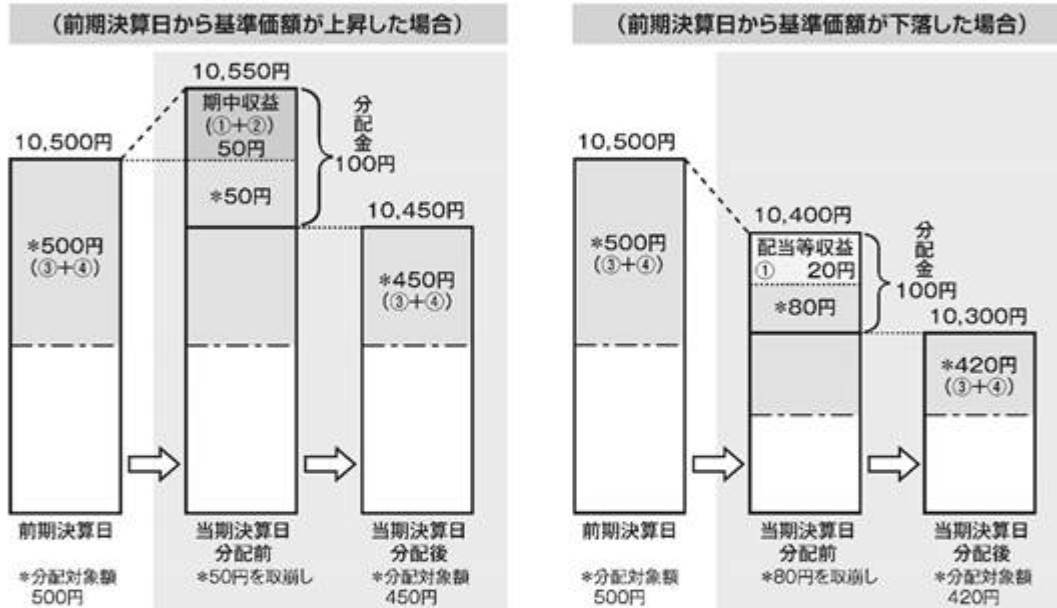 (前期決算日から基準価額が上昇した場合)
10,550円
期中収益
(①+②)
50円
*50円
分配金
100円
10,500円
*500円
(③+④)
10,450円
*450円
(③+④)
前期決算日
当期決算日
分配前
当期決算日
分配後
*分配対象額
500円
*50円を取崩し
*分配対象額
450円
(前期決算日から基準価額が下落した場合)
10,500円
*500円
(③+④)
10,400円
配当等収益
① 20円
*80円
分配金
100円
10,300円
*420円
(③+④)
前期決算日
当期決算日
分配前
当期決算日
分配後
*分配対象額
500円
*80円を取崩し
*分配対象額
420円